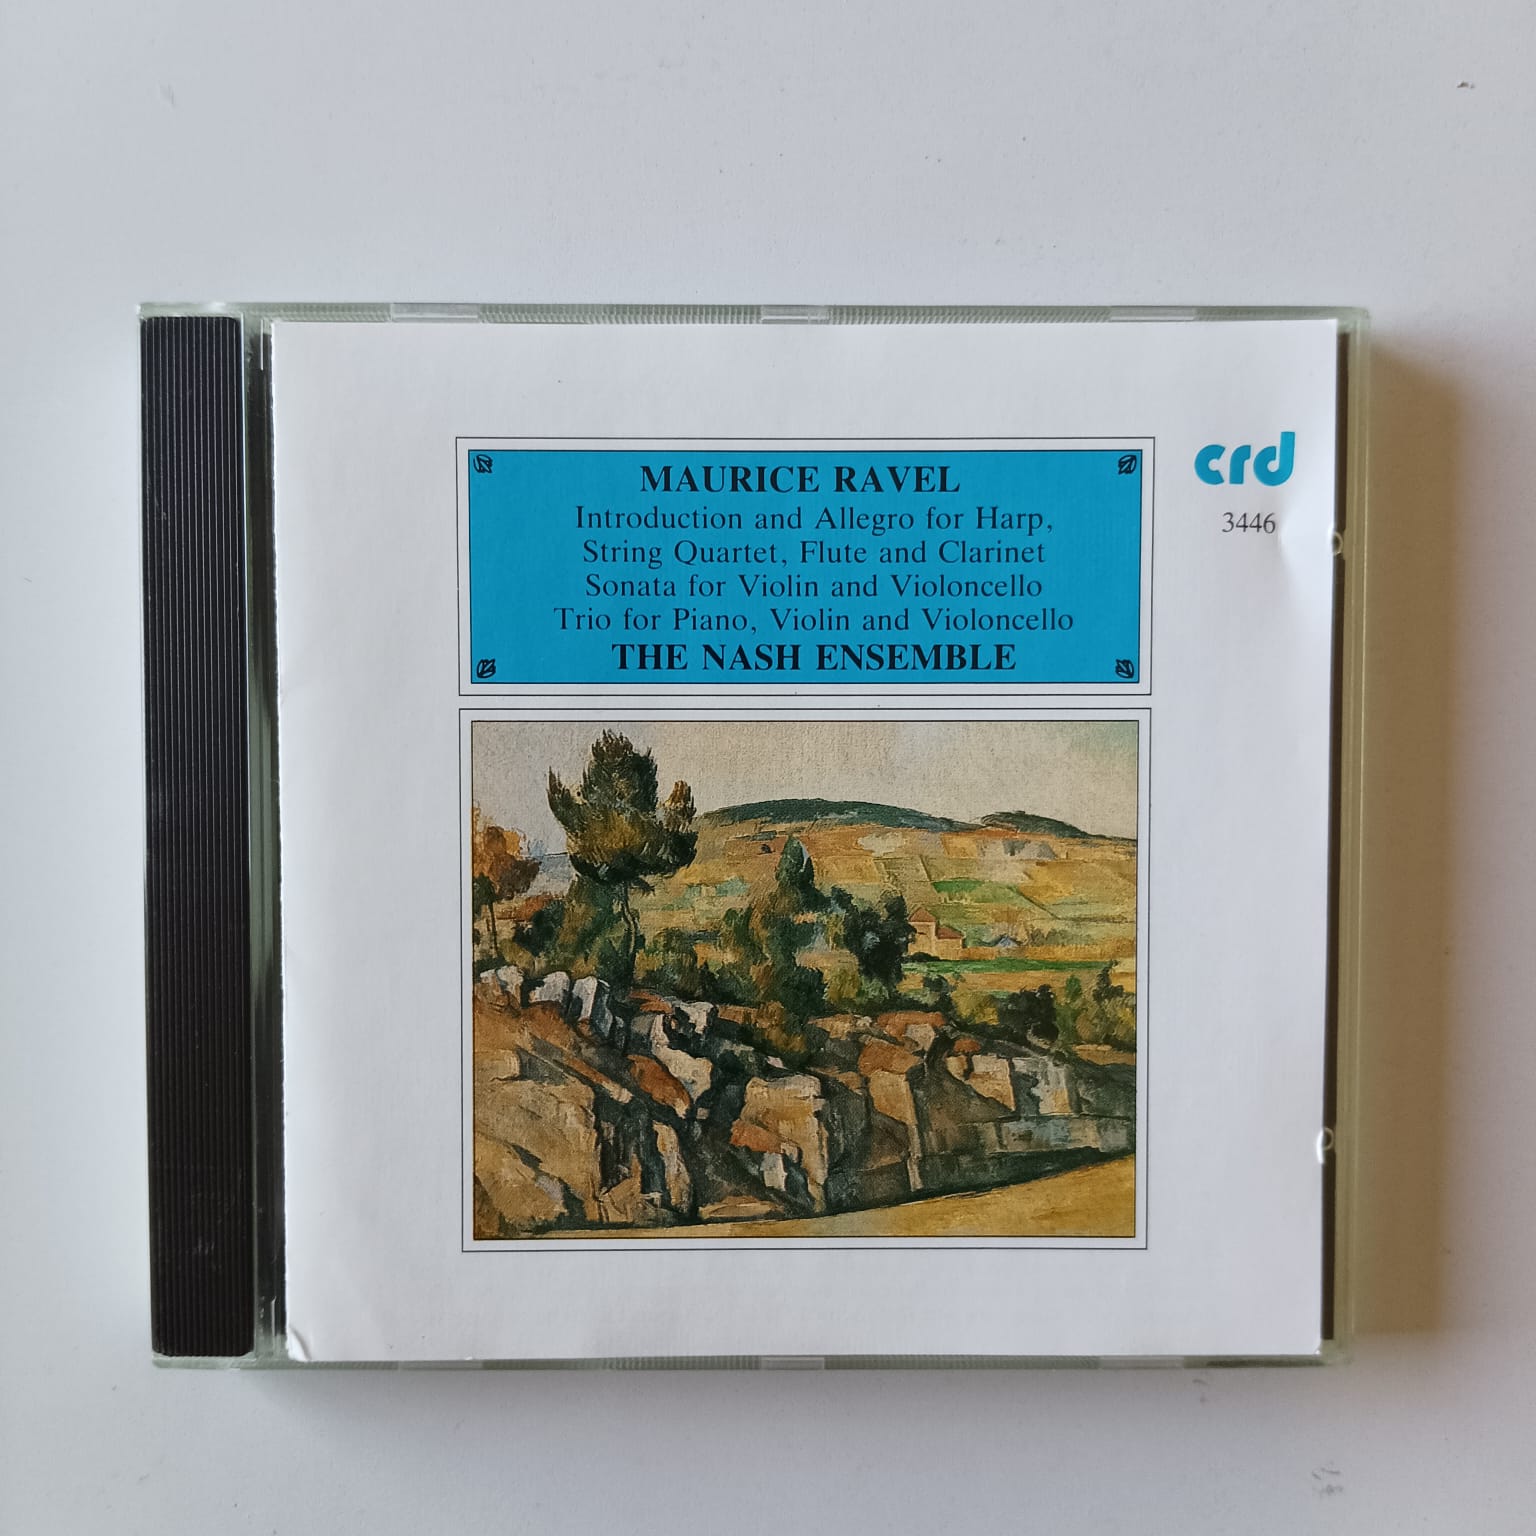 MAURICE RAVEL
Introduction and Allegro for Harp,
String Quartet, Flute and Clarinet
Sonata for Violin and Violoncello
Trio for Piano, Violin and Violoncello
THE NASH ENSEMBLE
crd
3446